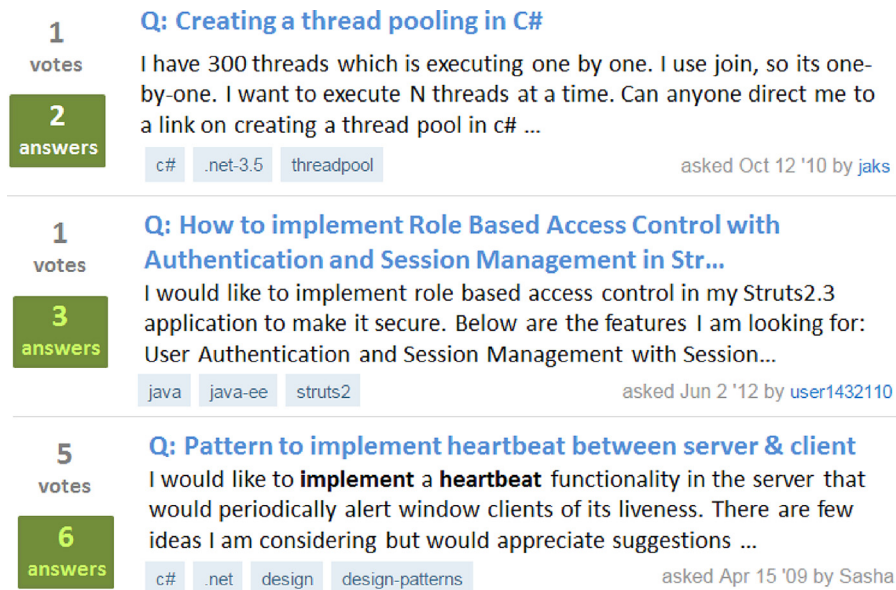 1
votes
2
answers
Q: Creating a thread pooling in C#
I have 300 threads which is executing one by one. I use join, so its one-
by-one. I want to execute N threads at a time. Can anyone direct me to
a link on creating a thread pool in c# ...
c# .net-3.5 threadpool asked Oct 12 '10 by jaks
1
votes
3
answers
Q: How to implement Role Based Access Control with
Authentication and Session Management in Str...
I would like to implement role based access control in my Struts2.3
application to make it secure. Below are the features I am looking for:
User Authentication and Session Management with Session...
java java-ee struts2 asked Jun 2 '12 by user1432110
5
votes
6
answers
Q: Pattern to implement heartbeat between server & client
I would like to implement a heartbeat functionality in the server that
would periodically alert window clients of its liveness. There are few
ideas I am considering but would appreciate suggestions ...
c# .net design design-patterns asked Apr 15 '09 by Sasha